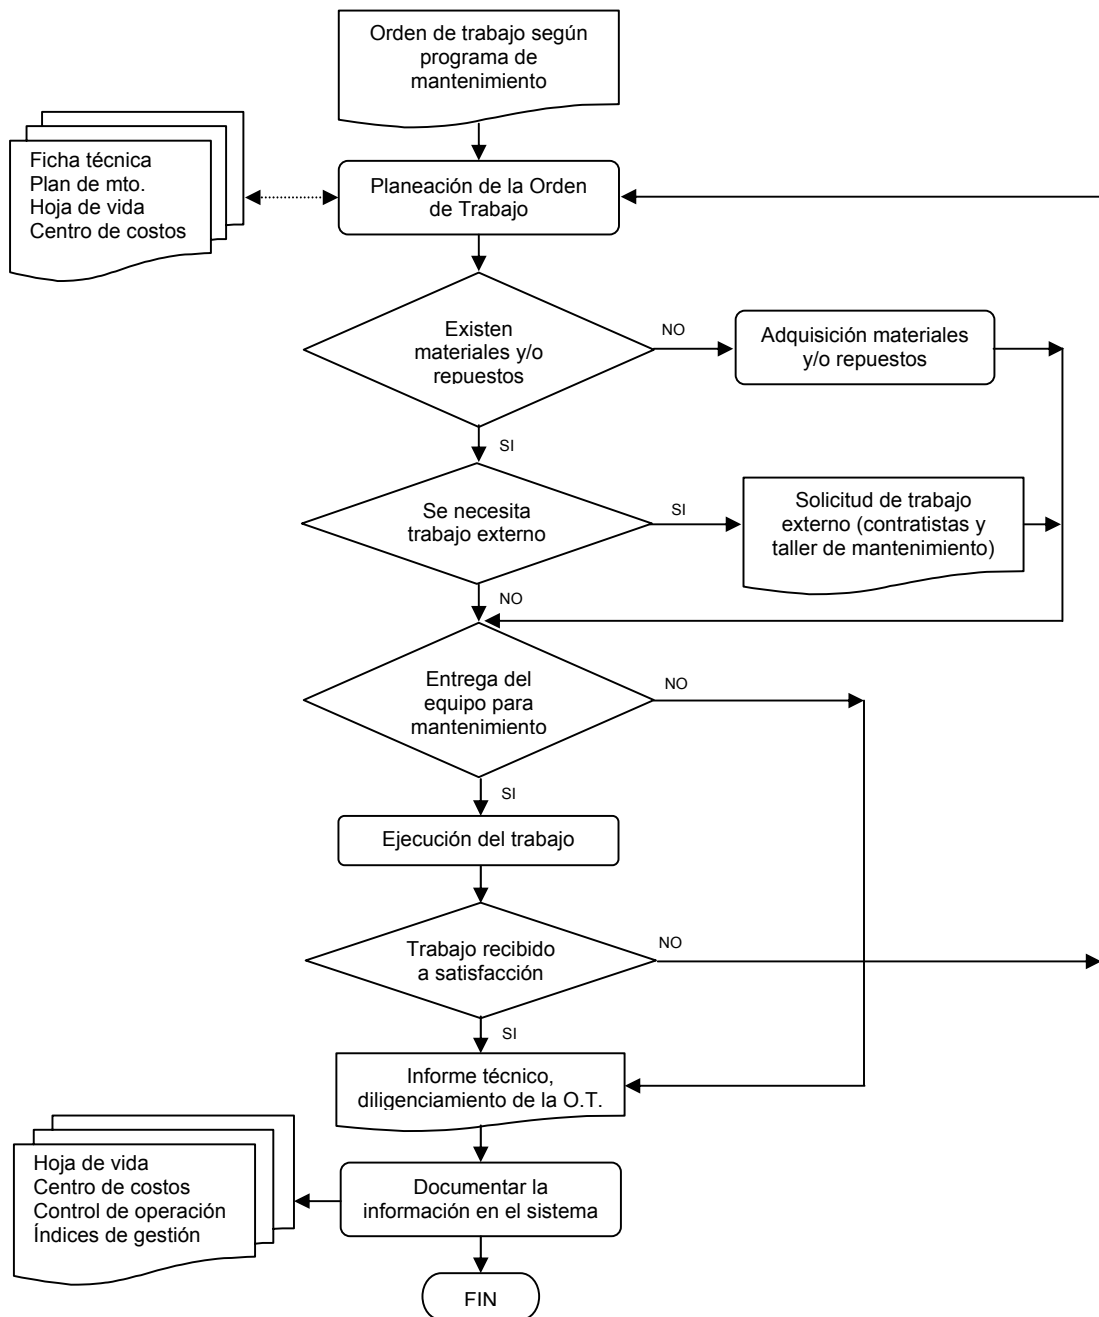 Orden de trabajo según
programa de
mantenimiento
Ficha técnica
Plan de mto.
Hoja de vida
Centro de costos
Planeación de la Orden
de Trabajo
Existen
materiales y/o
repuestos
NO
Adquisición materiales
y/o repuestos
SI
Se necesita
trabajo externo
SI
Solicitud de trabajo
externo (contratistas y
taller de mantenimiento)
NO
Entrega del
equipo para
mantenimiento
NO
SI
Ejecución del trabajo
Trabajo recibido
a satisfacción
NO
SI
Informe técnico,
diligenciamiento de la O.T.
Hoja de vida
Centro de costos
Control de operación
Índices de gestión
Documentar la
información en el sistema
FIN